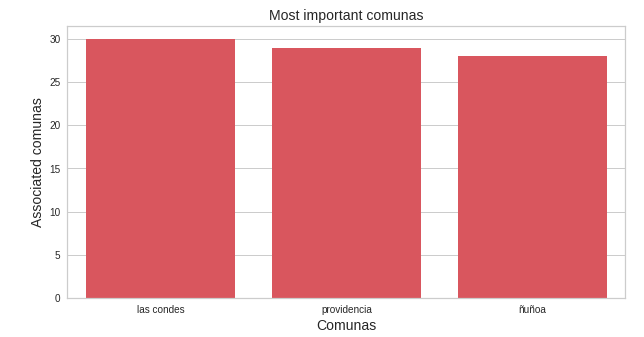 Most important comunas
Associated comunas
30
25
20
15
10
5
0
las condes
providencia
ñuñoa
Comunas